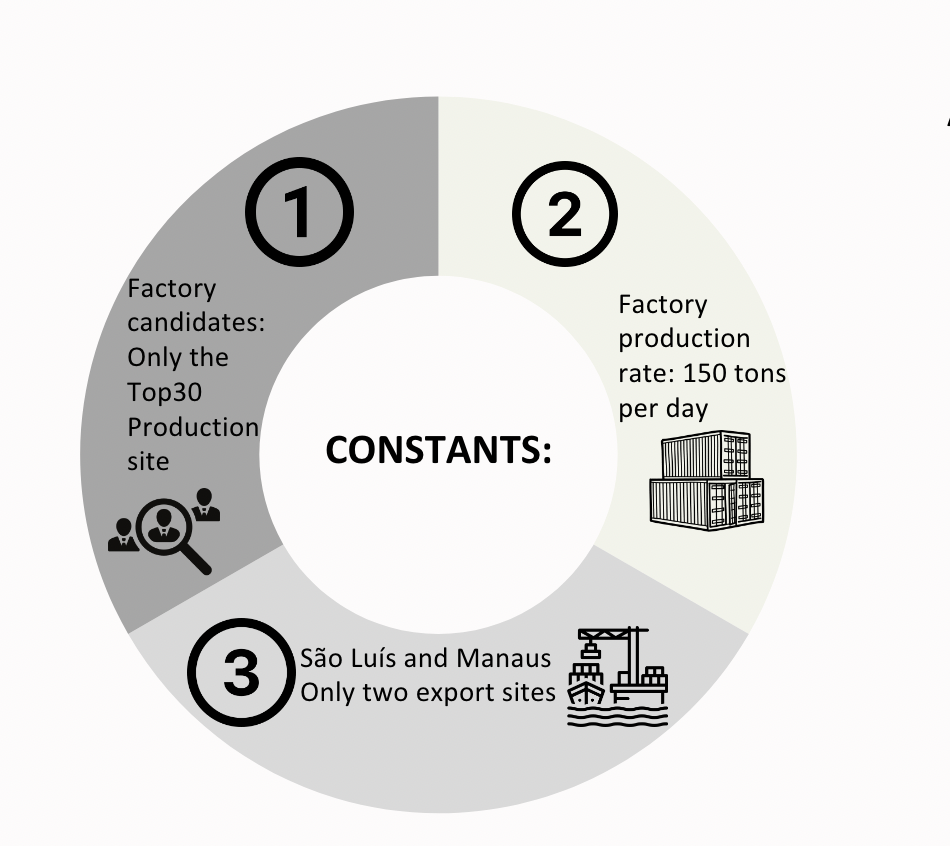 1
2
Factory
candidates:
Only the
Top30
Production
site
Factory
production
rate: 150 tons
per day
CONSTANTS:
3
São Luís and Manaus
Only two export sites